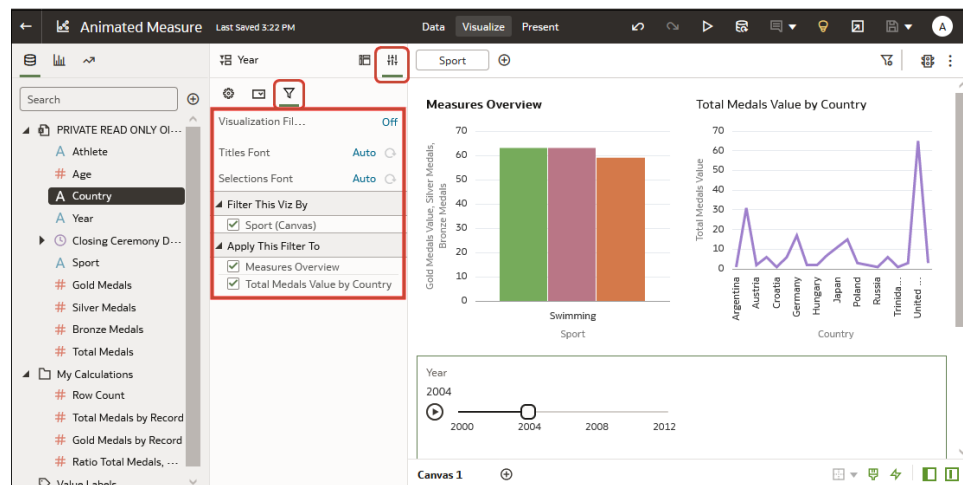 Animated Measure Last Saved 3:22 PM
Data Visualize Present
A
Search
PRIVATE READ ONLY Ol...
A Athlete
# Age
A Country
A Year
Closing Ceremony D...
A Sport
# Gold Medals
# Silver Medals
# Bronze Medals
# Total Medals
My Calculations
# Row Count
# Total Medals by Record
# Gold Medals by Record
# Ratio Total Medals, ...
Value Labels
Year
Visualization Fil... Off
Titles Font Auto
Selections Font Auto
Filter This Viz By
Sport (Canvas)
Apply This Filter To
Measures Overview
Total Medals Value by Country
Sport
Measures Overview
Gold Medals Value, Silver Medals,
Bronze Medals
70
60
50
40
30
20
10
0
Swimming
Sport
Total Medals Value by Country
Total Medals Value
70
60
50
40
30
20
10
0
Argentina
Austria
Croatia
Germany
Hungary
Japan
Poland
Russia
Trinida...
United ...
Country
Year
2004
2000 2004 2008 2012
Canvas 1